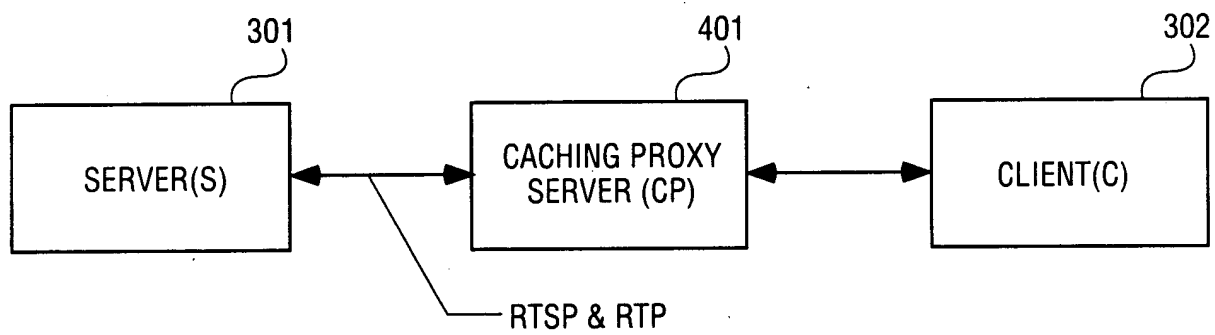 301
401
302
SERVER(S)
CACHING PROXY
SERVER (CP)
CLIENT(C)
RTSP & RTP